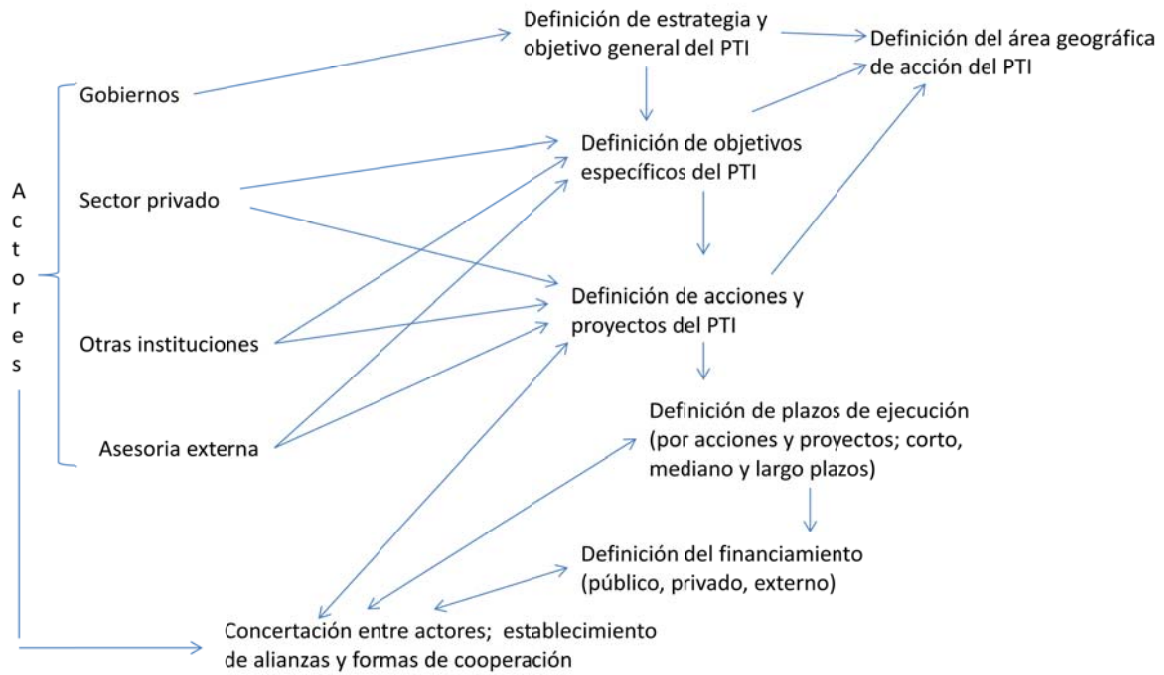 Definición de estrategia y
objetivo general del PTI
Definición del área geográfica
de acción del PTI
Gobiernos
Definición de objetivos
específicos del PTI
Sector privado
Actores
Definición de acciones y
proyectos del PTI
Otras instituciones
Definición de plazos de ejecución
(por acciones y proyectos; corto,
mediano y largo plazos)
Asesoria externa
Definición del financiamiento
(público, privado, externo)
Concertación entre actores; establecimiento
de alianzas y formas de cooperación